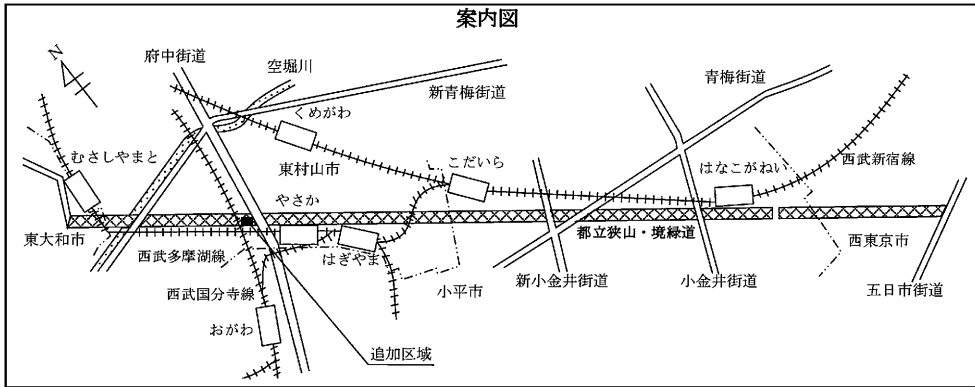 案内図
N
府中街道
空堀川
新青梅街道
青梅街道
くめがわ
むさしやまと
東村山市
こだいら
はなこがねい
西武新宿線
やさか
東大和市
西武多摩湖線
はぎやま
都立狭山・境緑道
西東京市
西武国分寺線
小平市
新小金井街道
小金井街道
五日市街道
おがわ
追加区域